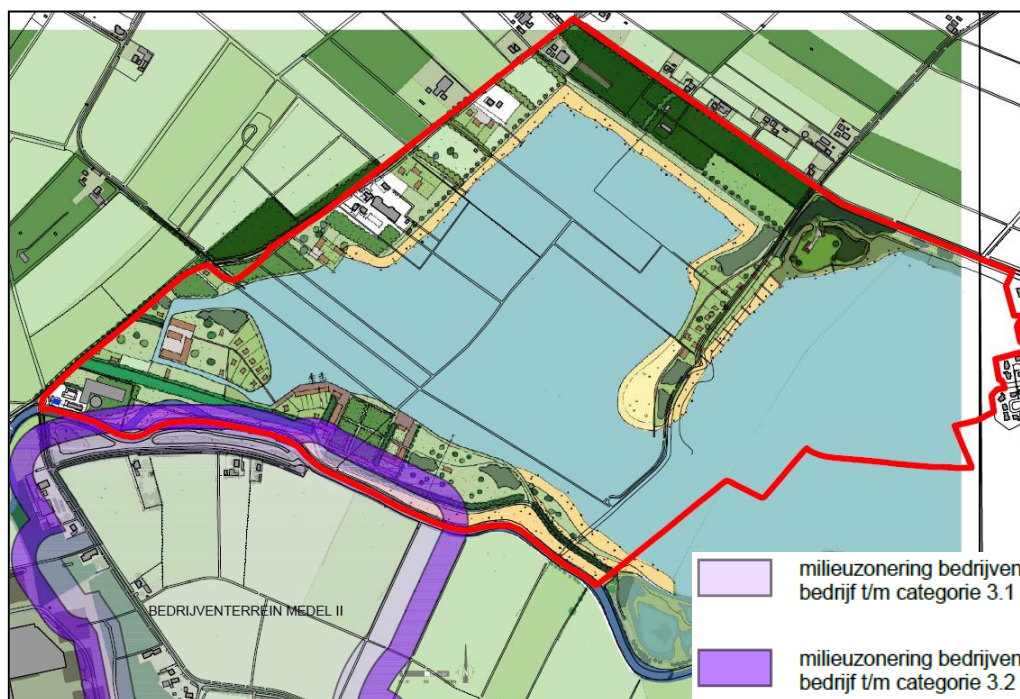 BEDRIJVENTERREIN MEDEL II
milieuzonering bedrijven
bedrijf t/m categorie 3.1
milieuzonering bedrijven
bedrijf t/m categorie 3.2